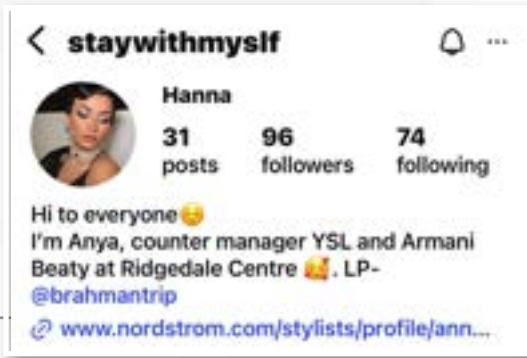 staywithmyslf
Hanna
31 96 74
posts followers following
Hi to everyone☺️
I'm Anya, counter manager YSL and Armani
Beaty at Ridgedale Centre 🥰. LP-
@brahmantrip
www.nordstrom.com/stylists/profile/ann...